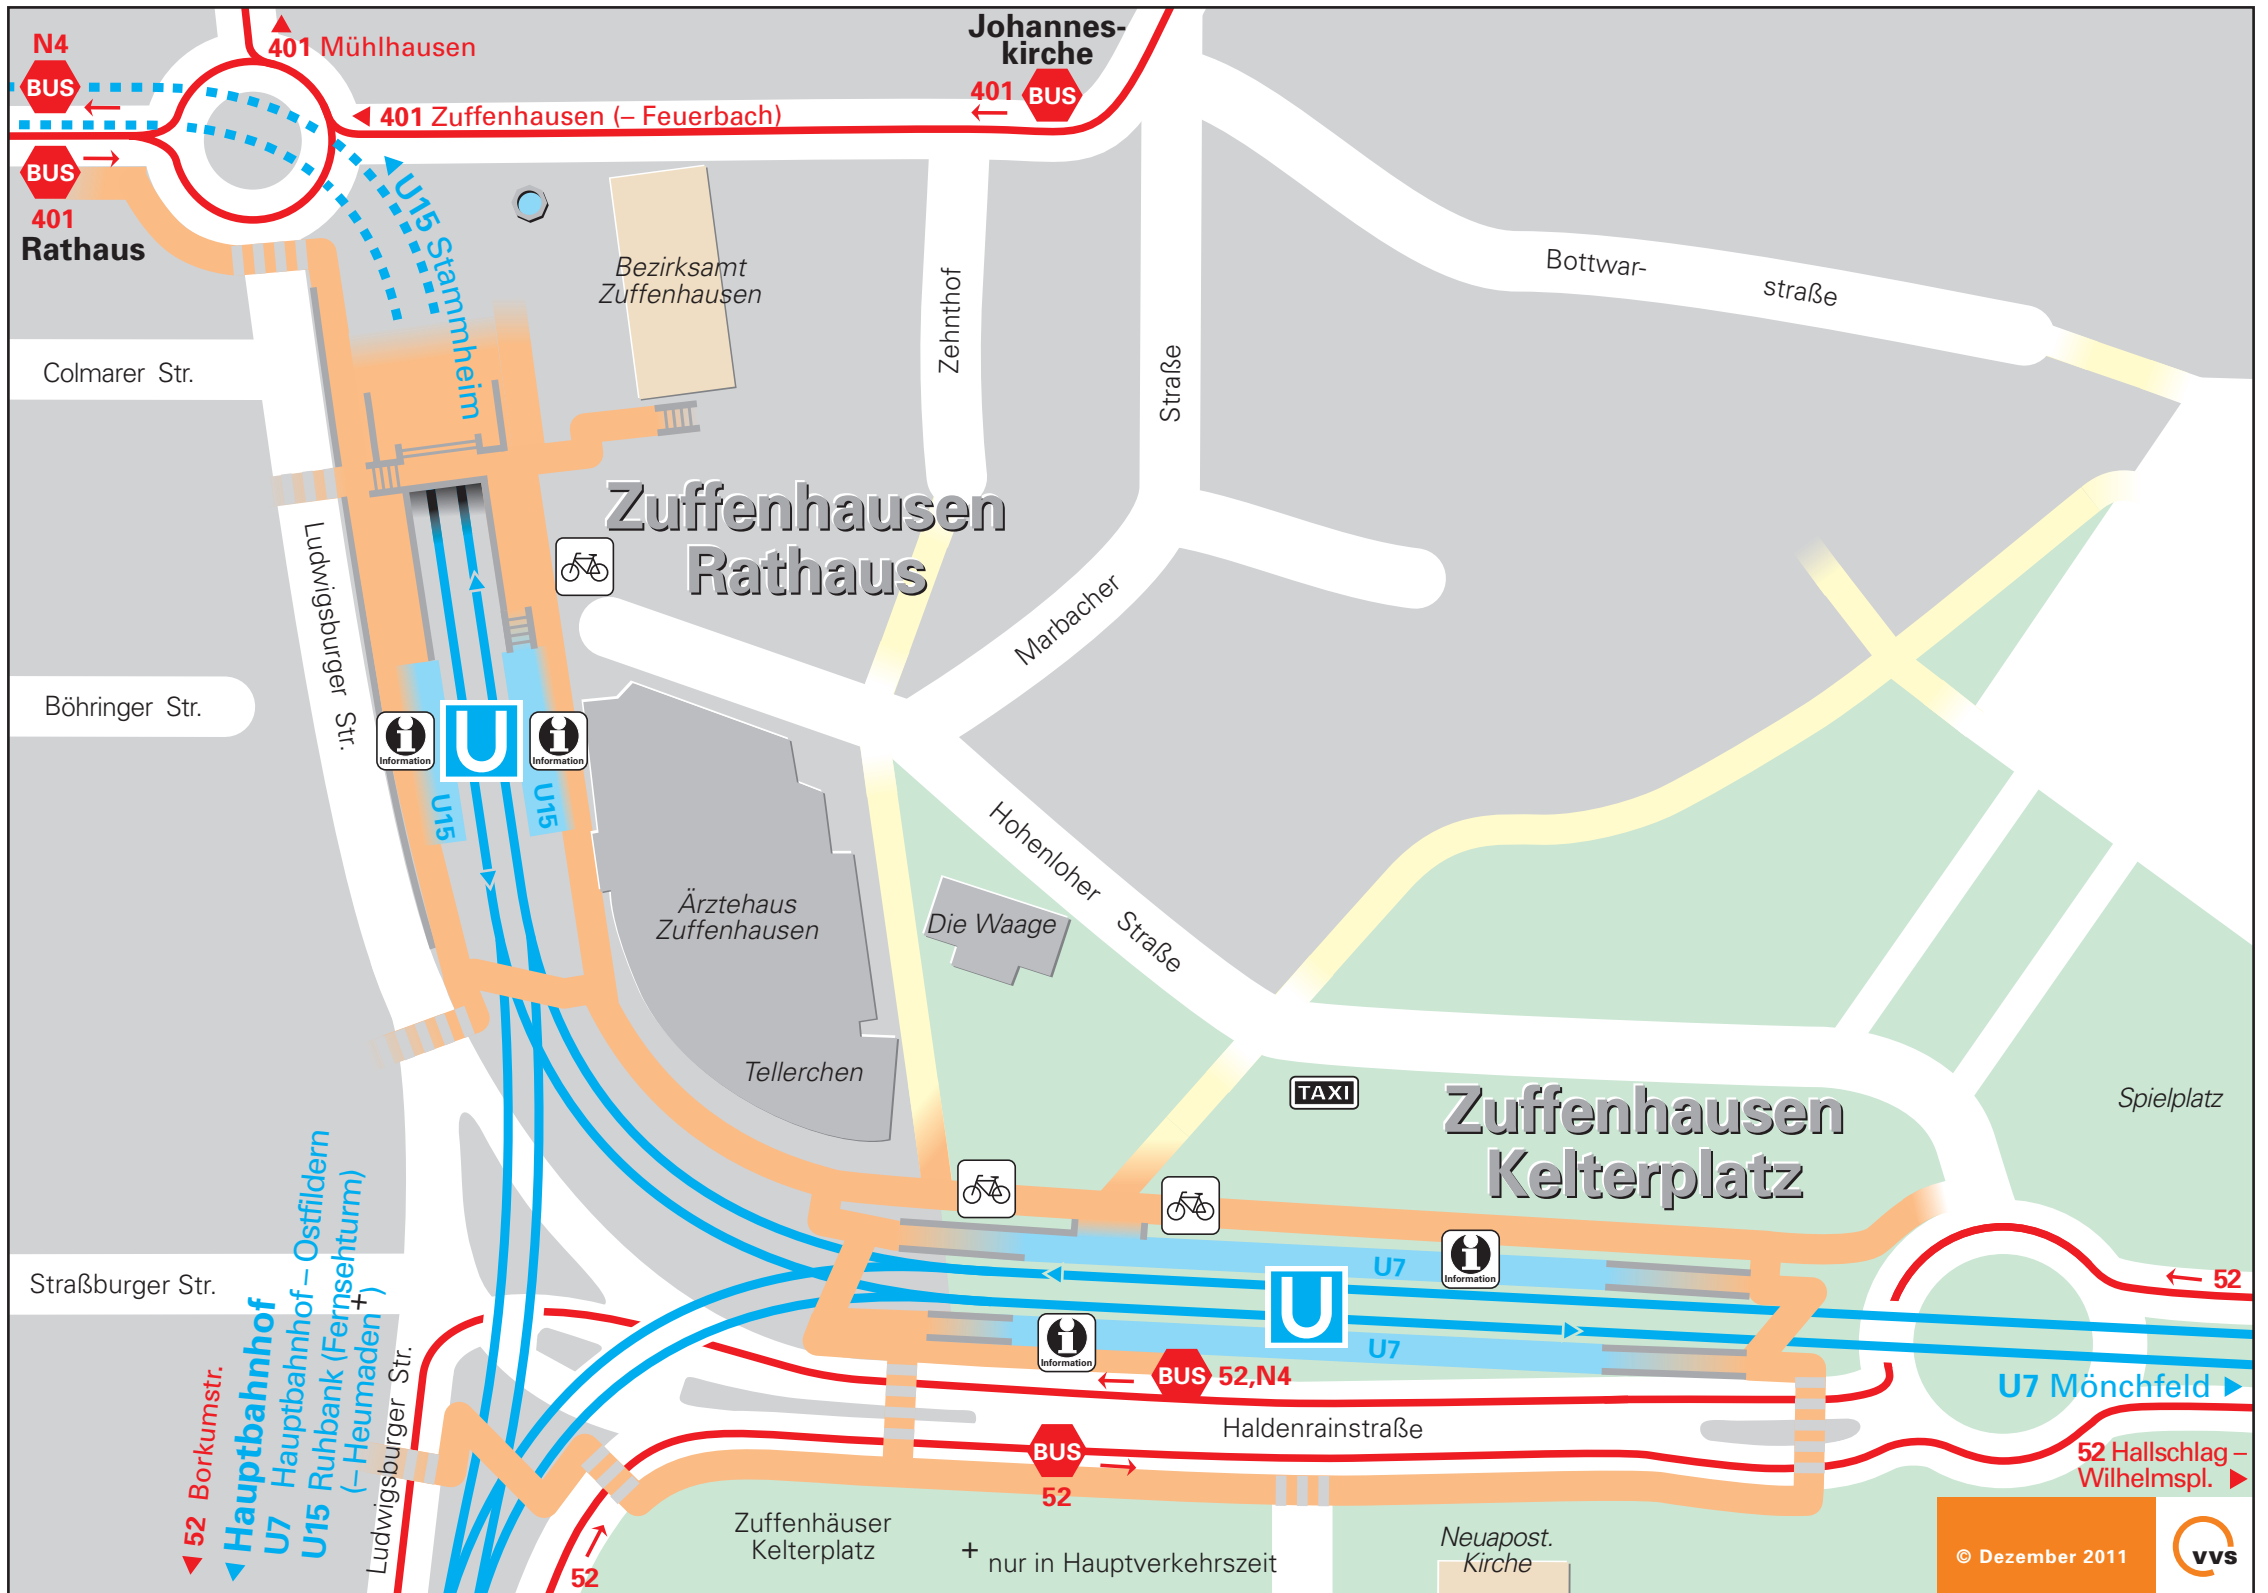 N4
BUS
401 Mühlhausen
Johannes-
kirche
401
BUS
401 Zuffenhausen (– Feuerbach)
BUS
401
Rathaus
U15 Stammheim
Bezirksamt
Zuffenhausen
Zehnthof
Straße
Bottwar-
straße
Colmarer Str.
Zuffenhausen
Rathaus
Ludwigsburger Str.
Marbacher
Böhringer Str.
Information
U
Information
U15
U15
Hohenloher Straße
Ärztehaus
Zuffenhausen
Die Waage
Tellerchen
TAXI
Zuffenhausen
Kelterplatz
Spielplatz
Straßburger Str.
U7
Information
U
52
Information
U7
BUS
52,N4
U7 Mönchfeld
Haldenrainstraße
BUS
52
52 Hallschlag –
Wilhelmspl.
52 Borkumstr.
Hauptbahnhof
U7 Hauptbahnhof – Ostfildern
U15 Ruhbank (Fernsehturm)
(– Heumaden +)
Ludwigsburger Str.
52
Zuffenhäuser
Kelterplatz
+ nur in Hauptverkehrszeit
Neuapost.
Kirche
© Dezember 2011
vvs